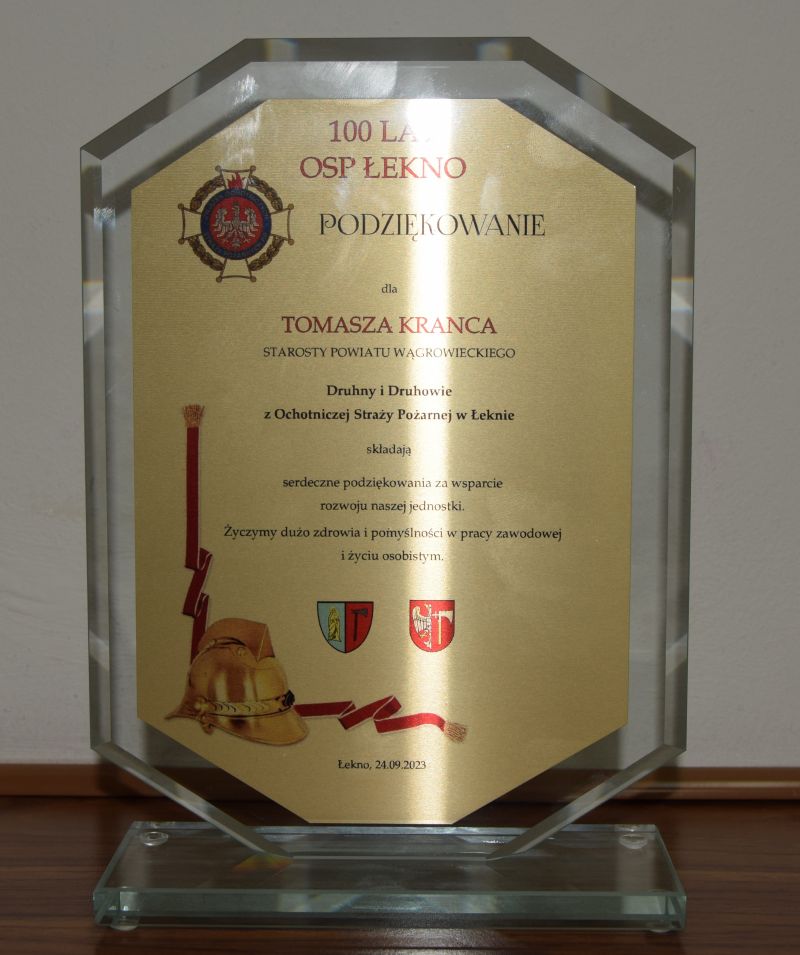 100 LAT
OSP ŁEKNO
PODZIĘKOWANIE
dla
TOMASZA KRANCA
STAROSTY POWIATU WĄGROWIECKIEGO
Druhny i Druhowie
z Ochotniczej Straży Pożarnej w Łeknie
składają
serdeczne podziękowania za wsparcie
rozwoju naszej jednostki.
Życzymy dużo zdrowia i pomyślności w pracy zawodowej
i życiu osobistym.
Łekno, 24.09.2023